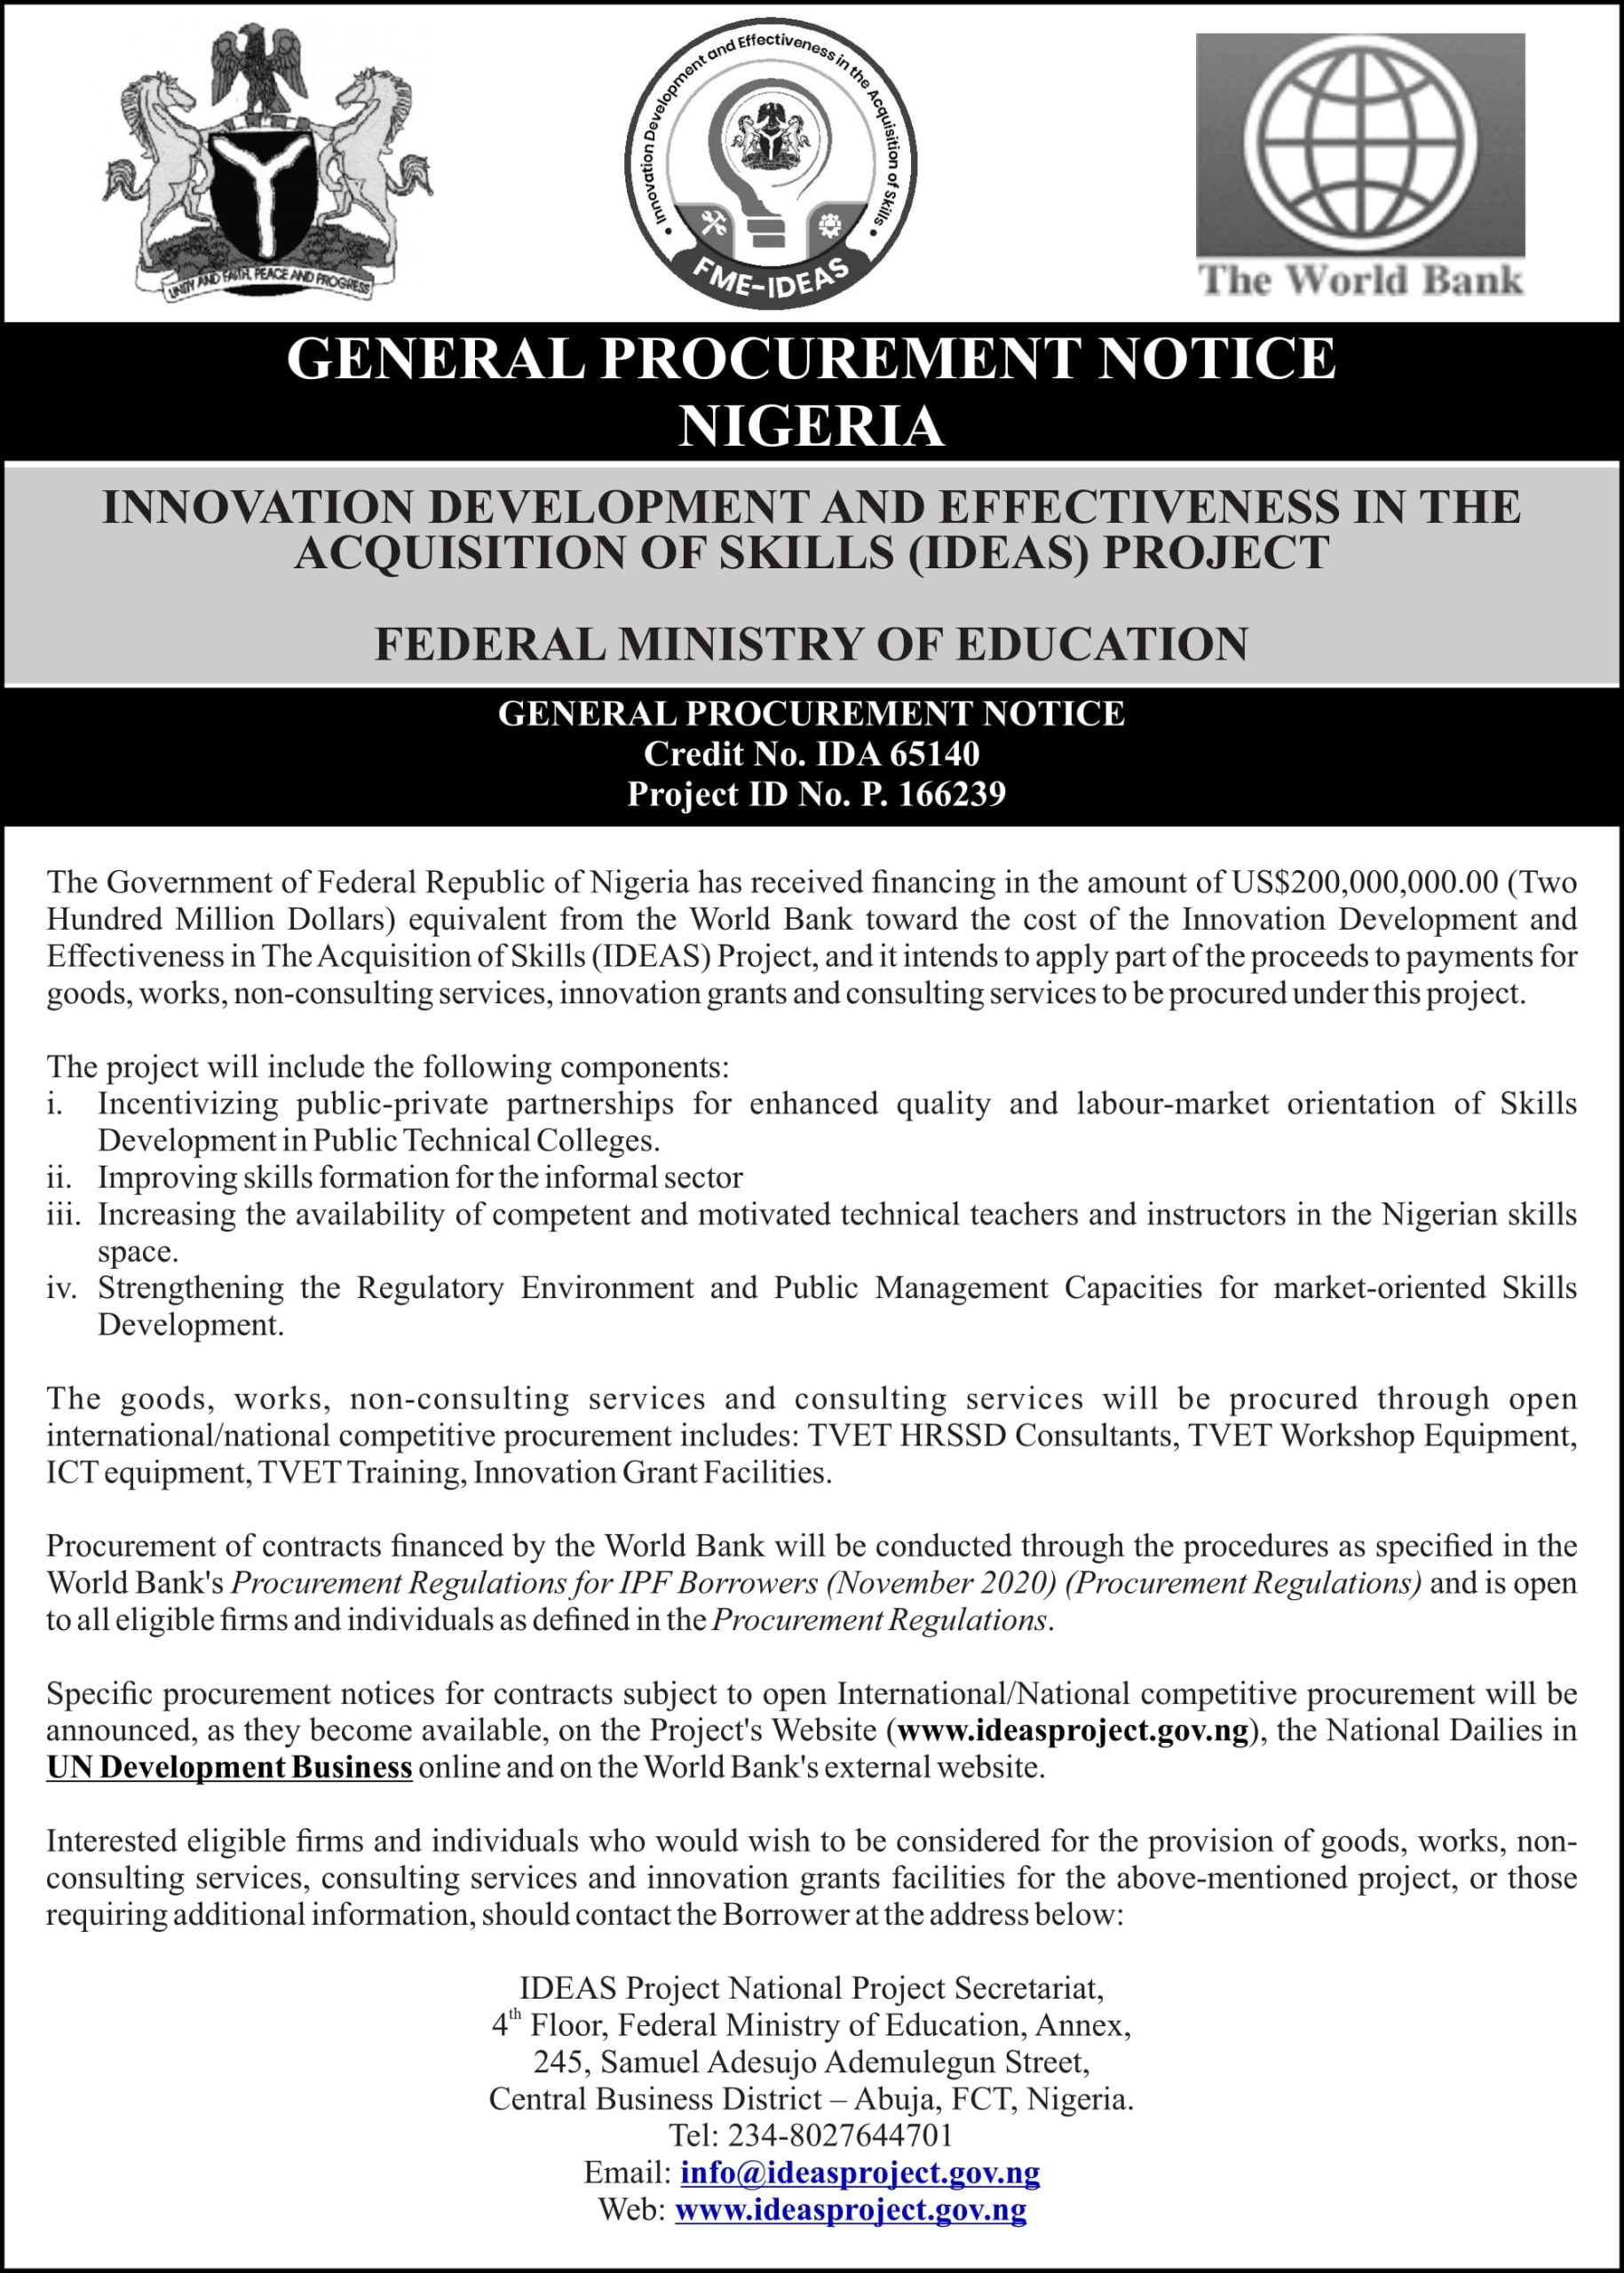 UNITY AND FAITH, PEACE AND PROGRESS
• Innovation Development and Effectiveness in the Acquisition of Skills •
FME-IDEAS
The World Bank
GENERAL PROCUREMENT NOTICE
NIGERIA
INNOVATION DEVELOPMENT AND EFFECTIVENESS IN THE
ACQUISITION OF SKILLS (IDEAS) PROJECT
FEDERAL MINISTRY OF EDUCATION
GENERAL PROCUREMENT NOTICE
Credit No. IDA 65140
Project ID No. P. 166239
The Government of Federal Republic of Nigeria has received financing in the amount of US$200,000,000.00 (Two
Hundred Million Dollars) equivalent from the World Bank toward the cost of the Innovation Development and
Effectiveness in The Acquisition of Skills (IDEAS) Project, and it intends to apply part of the proceeds to payments for
goods, works, non-consulting services, innovation grants and consulting services to be procured under this project.
The project will include the following components:
i. Incentivizing public-private partnerships for enhanced quality and labour-market orientation of Skills
Development in Public Technical Colleges.
ii. Improving skills formation for the informal sector
iii. Increasing the availability of competent and motivated technical teachers and instructors in the Nigerian skills
space.
iv. Strengthening the Regulatory Environment and Public Management Capacities for market-oriented Skills
Development.
The goods, works, non-consulting services and consulting services will be procured through open
international/national competitive procurement includes: TVET HRSSD Consultants, TVET Workshop Equipment,
ICT equipment, TVET Training, Innovation Grant Facilities.
Procurement of contracts financed by the World Bank will be conducted through the procedures as specified in the
World Bank's Procurement Regulations for IPF Borrowers (November 2020) (Procurement Regulations) and is open
to all eligible firms and individuals as defined in the Procurement Regulations.
Specific procurement notices for contracts subject to open International/National competitive procurement will be
announced, as they become available, on the Project's Website (www.ideasproject.gov.ng), the National Dailies in
UN Development Business online and on the World Bank's external website.
Interested eligible firms and individuals who would wish to be considered for the provision of goods, works, non-
consulting services, consulting services and innovation grants facilities for the above-mentioned project, or those
requiring additional information, should contact the Borrower at the address below:
IDEAS Project National Project Secretariat,
4th Floor, Federal Ministry of Education, Annex,
245, Samuel Adesujo Ademulegun Street,
Central Business District – Abuja, FCT, Nigeria.
Tel: 234-8027644701
Email: info@ideasproject.gov.ng
Web: www.ideasproject.gov.ng